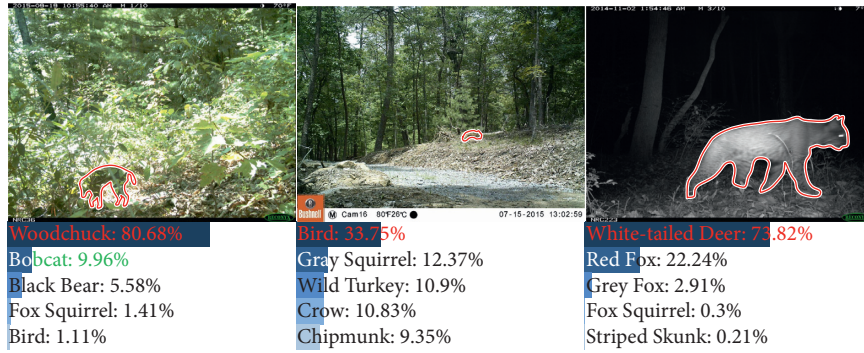 2015-08-19 10:55:40 AM M 1/10 70°F
NRC36
Woodchuck: 80.68%
Bobcat: 9.96%
Black Bear: 5.58%
Fox Squirrel: 1.41%
Bird: 1.11%
Bushnell M Cam16 80°F26°C 07-15-2015 13:02:59
Bird: 33.75%
Gray Squirrel: 12.37%
Wild Turkey: 10.9%
Crow: 10.83%
Chipmunk: 9.35%
2014-11-02 1:54:46 AM M 3/10
NRC223
White-tailed Deer: 73.82%
Red Fox: 22.24%
Grey Fox: 2.91%
Fox Squirrel: 0.3%
Striped Skunk: 0.21%